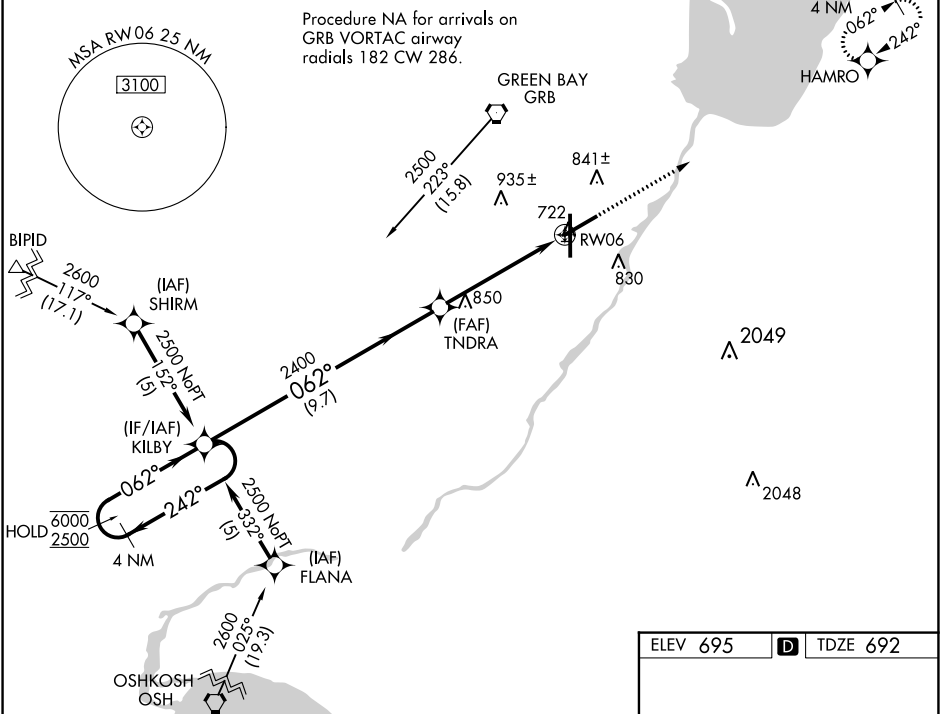 Procedure NA for arrivals on
GRB VORTAC airway
radials 182 CW 286.
MSA RW 06 25 NM
3100
4 NM
062°
242°
HAMRO
GREEN BAY
GRB
2500
223°
(15.8)
935±
841±
722
RW06
830
BIPID
2600
117°
(17.1)
(IAF)
SHIRM
850
(FAF)
TNDRA
2049
2500 NoPT
152°
(5)
2400
062°
(9.7)
(IF/IAF)
KILBY
062°
242°
2048
HOLD
6000
2500
4 NM
2500 NoPT
332°
(5)
(IAF)
FLANA
2600
025°
(19.3)
OSHKOSH
OSH
ELEV 695
D
TDZE 692